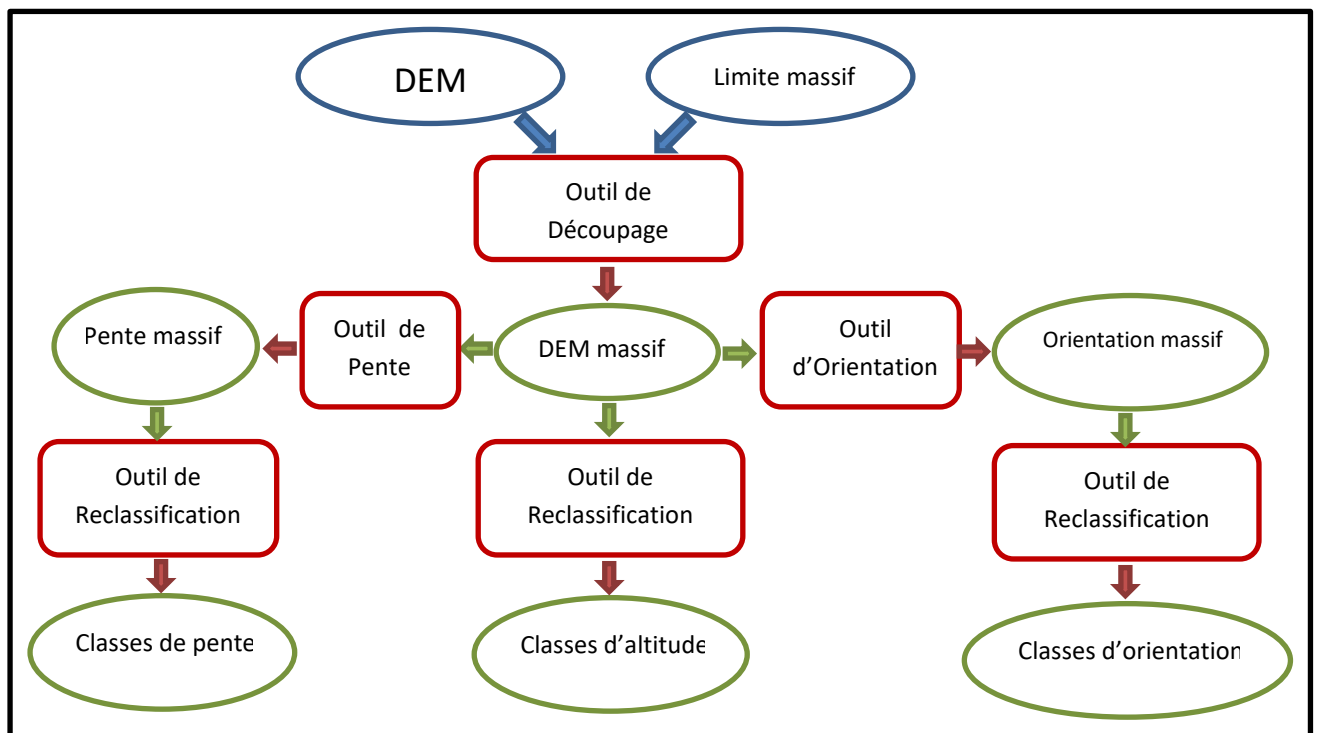 DEM
Limite massif
Outil de
Découpage
Pente massif
Outil de
Pente
DEM massif
Outil
d’Orientation
Orientation massif
Outil de
Reclassification
Outil de
Reclassification
Outil de
Reclassification
Classes de pente
Classes d’altitude
Classes d’orientation